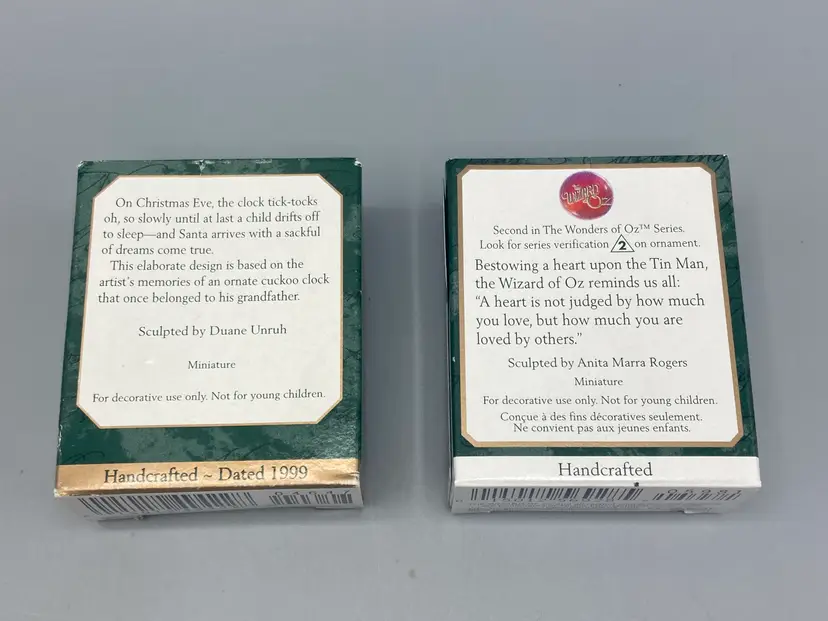 On Christmas Eve, the clock tick-tocks
oh, so slowly until at last a child drifts off
to sleep—and Santa arrives with a sackful
of dreams come true.
This elaborate design is based on the
artist's memories of an ornate cuckoo clock
that once belonged to his grandfather.
Sculpted by Duane Unruh
Miniature
For decorative use only. Not for young children.
Handcrafted ~ Dated 1999
THE WIZARD OF OZ
Second in The Wonders of Oz™ Series.
Look for series verification 2 on ornament.
Bestowing a heart upon the Tin Man,
the Wizard of Oz reminds us all:
“A heart is not judged by how much
you love, but how much you are
loved by others.”
Sculpted by Anita Marra Rogers
Miniature
For decorative use only. Not for young children.
Conçue à des fins décoratives seulement.
Ne convient pas aux jeunes enfants.
Handcrafted